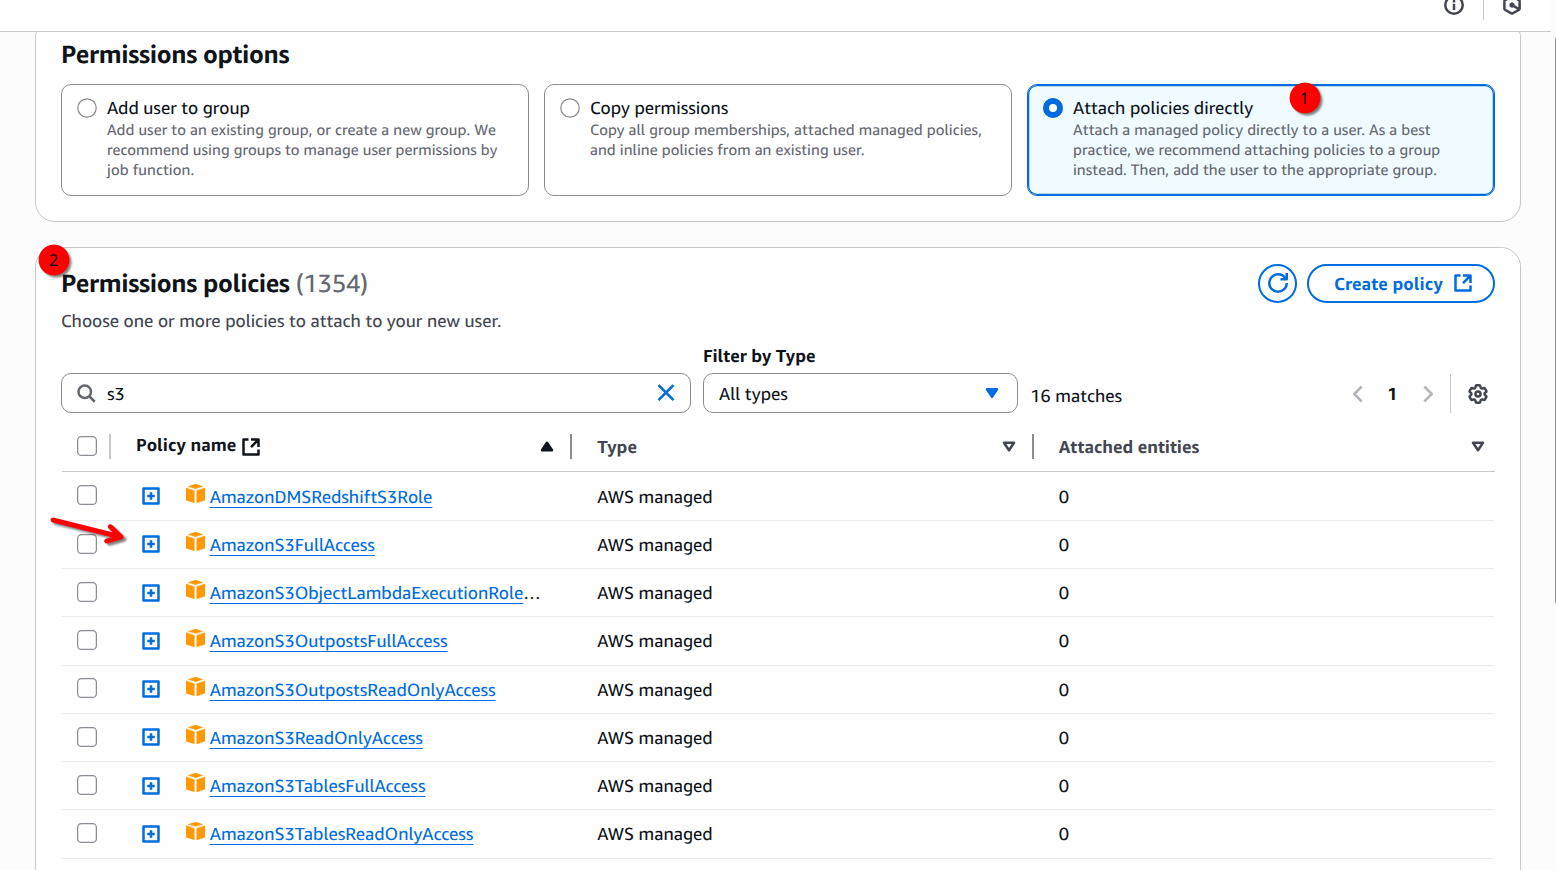 Permissions options
Add user to group
Add user to an existing group, or create a new group. We
recommend using groups to manage user permissions by
job function.
Copy permissions
Copy all group memberships, attached managed policies,
and inline policies from an existing user.
1
Attach policies directly
Attach a managed policy directly to a user. As a best
practice, we recommend attaching policies to a group
instead. Then, add the user to the appropriate group.
2
Permissions policies (1354)
Create policy
Choose one or more policies to attach to your new user.
Filter by Type
s3
All types
16 matches
1
Policy name
Type
Attached entities
AmazonDMSRedshiftS3Role AWS managed 0
AmazonS3FullAccess AWS managed 0
AmazonS3ObjectLambdaExecutionRole… AWS managed 0
AmazonS3OutpostsFullAccess AWS managed 0
AmazonS3OutpostsReadOnlyAccess AWS managed 0
AmazonS3ReadOnlyAccess AWS managed 0
AmazonS3TablesFullAccess AWS managed 0
AmazonS3TablesReadOnlyAccess AWS managed 0